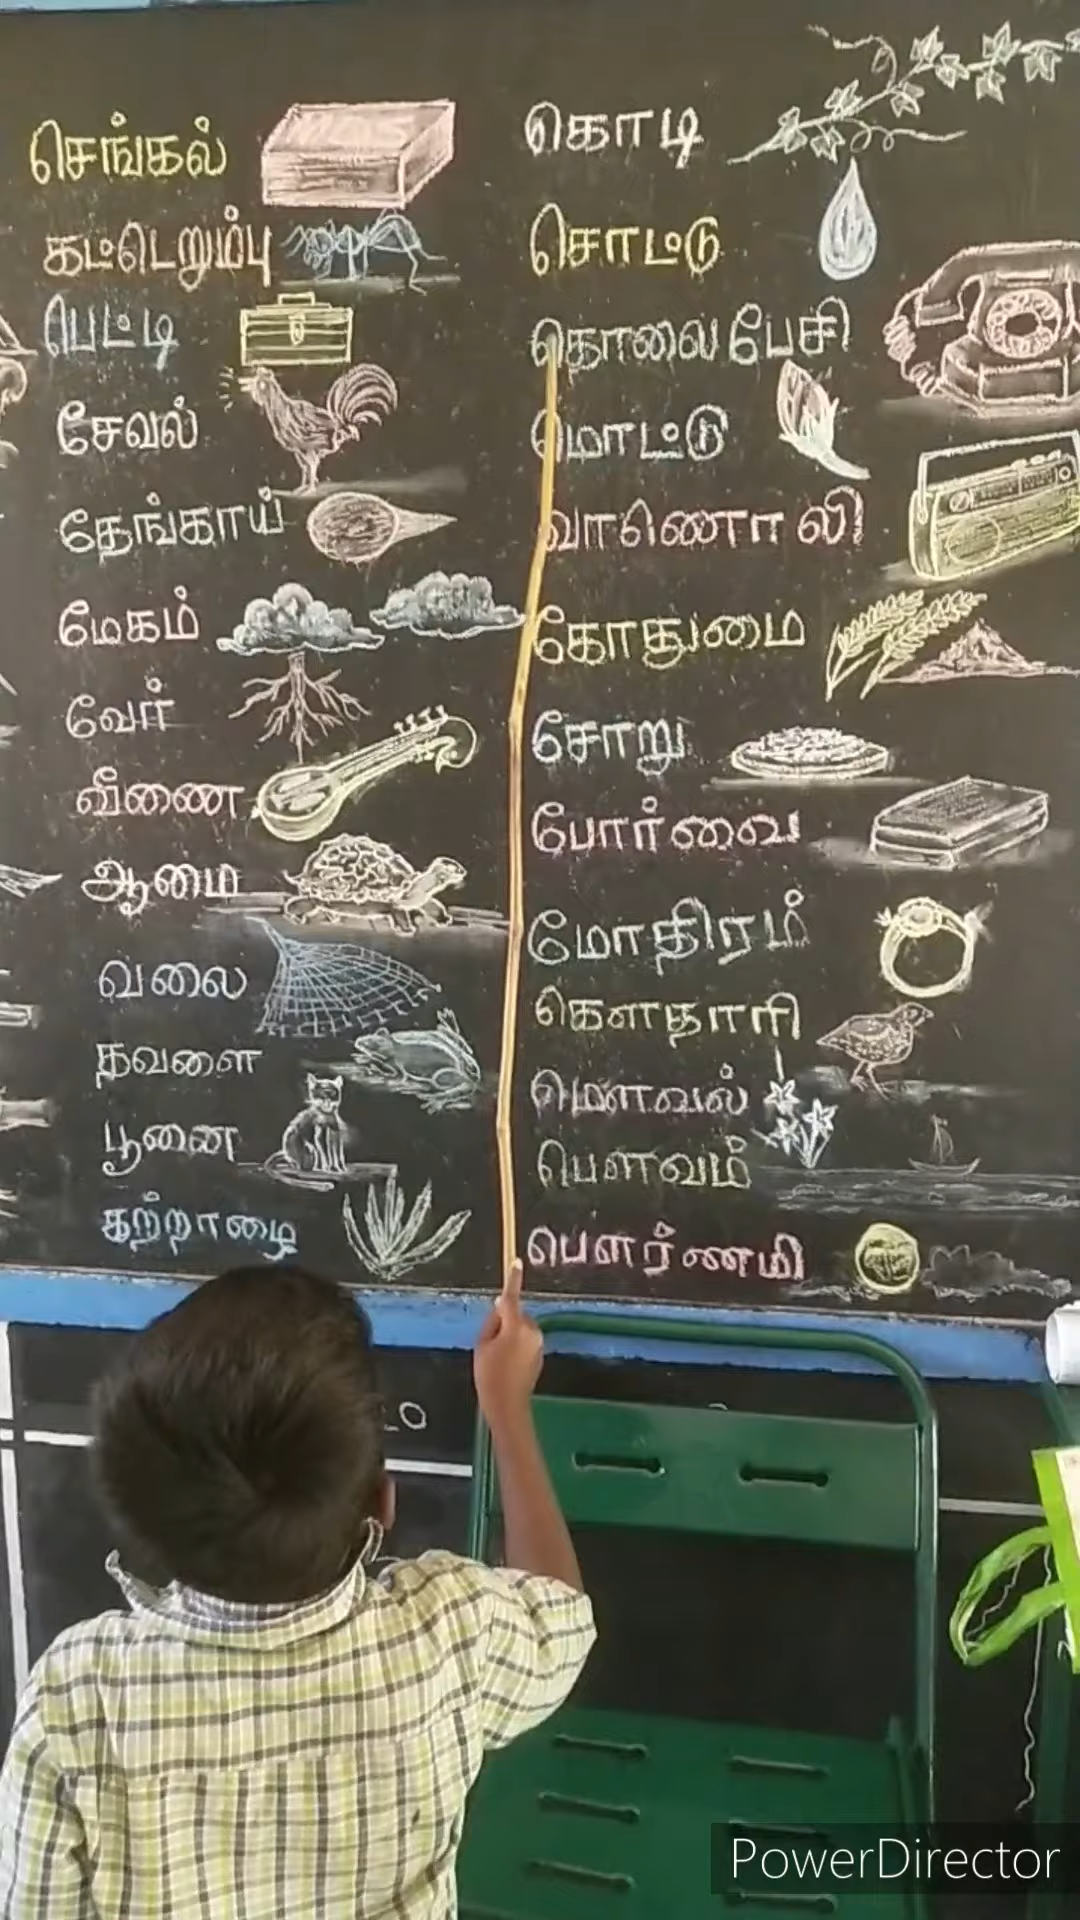 செங்கல்
கட்டெறும்பு
பெட்டி
சேவல்
தேங்காய்
மேகம்
வேர்
வீணை
ஆமை
வலை
தவளை
பூனை
கற்றாழை
கொடி
சொட்டு
தொலைபேசி
மொட்டு
வானொலி
கோதுமை
சோறு
போர்வை
மோதிரம்
கௌதாரி
மௌவல்
பௌவம்
பௌர்ணமி
PowerDirector